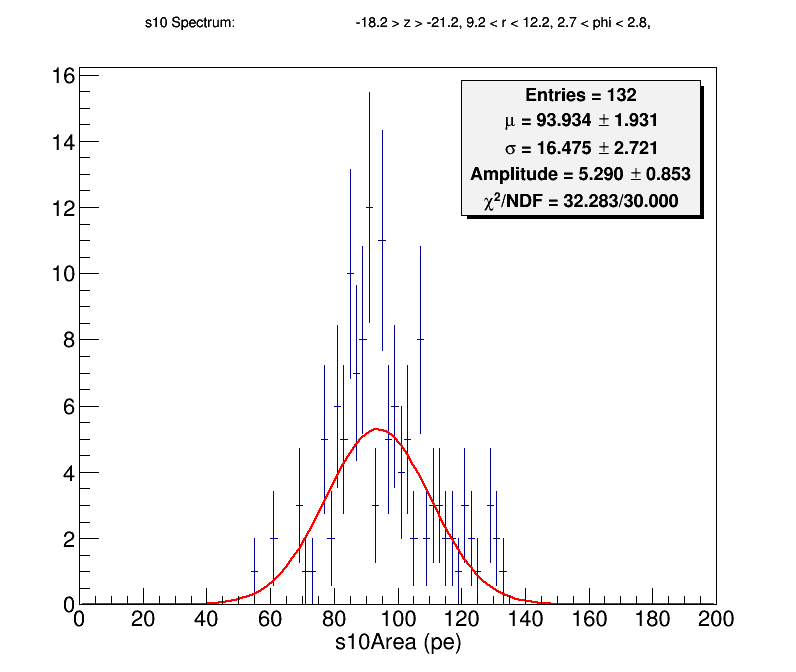 s10 Spectrum: -18.2 > z > -21.2, 9.2 < r < 12.2, 2.7 < phi < 2.8,
Entries = 132
μ = 93.934 ± 1.931
σ = 16.475 ± 2.721
Amplitude = 5.290 ± 0.853
χ²/NDF = 32.283/30.000
16
14
12
10
8
6
4
2
0
0 20 40 60 80 100 120 140 160 180 200
s10Area (pe)